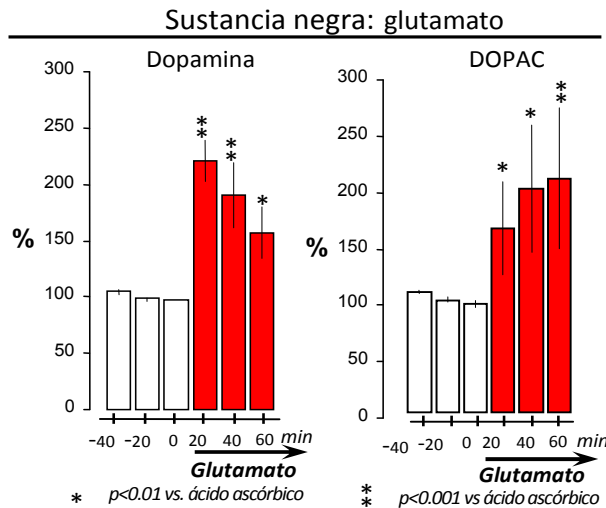 Sustancia negra: glutamato
Dopamina
300
250
200
150
100
50
0
%
** ** *
-40 -20 0 20 40 60 min
Glutamato
* p<0.01 vs. ácido ascórbico
DOPAC
300
250
200
150
100
50
0
%
* * **
-40 -20 0 20 40 60 min
Glutamato
** p<0.001 vs ácido ascórbico